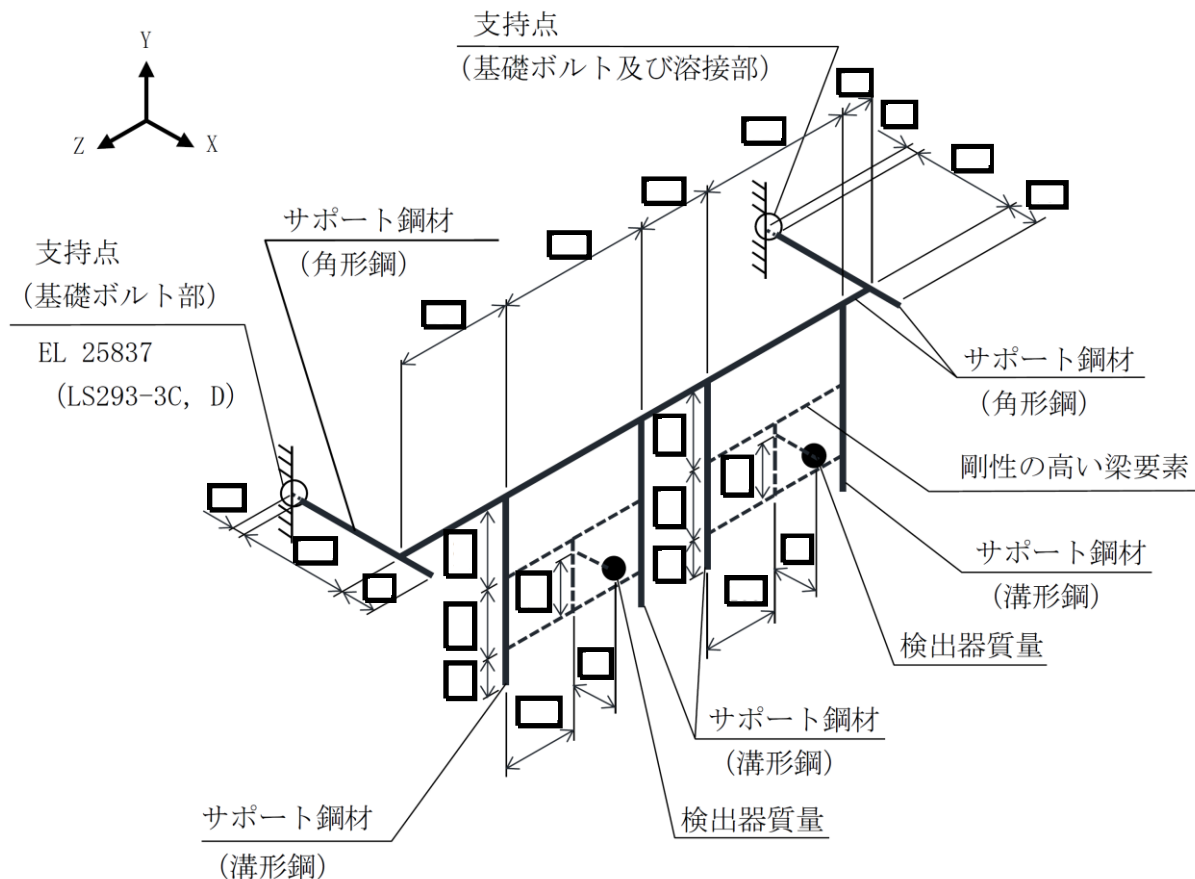 Y
Z
X
支持点
(基礎ボルト及び溶接部)
サポート鋼材
(角形鋼)
支持点
(基礎ボルト部)
EL 25837
(LS293-3C, D)
サポート鋼材
(角形鋼)
剛性の高い梁要素
サポート鋼材
(溝形鋼)
検出器質量
サポート鋼材
(溝形鋼)
検出器質量
サポート鋼材
(溝形鋼)